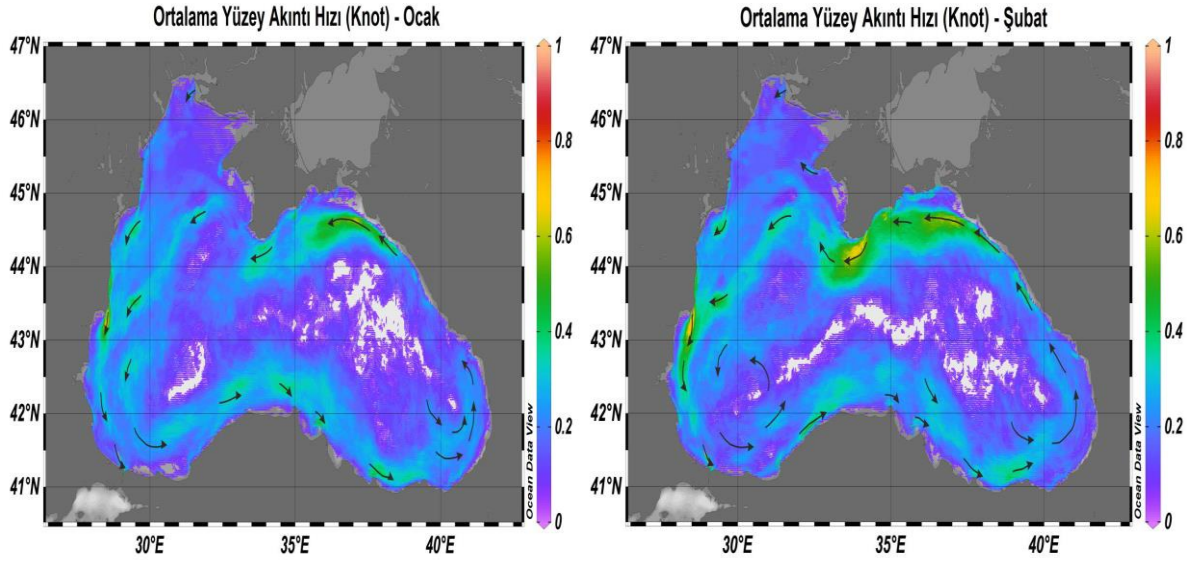 Ortalama Yüzey Akıntı Hızı (Knot) - Ocak
47°N
46°N
45°N
44°N
43°N
42°N
41°N
30°E 35°E 40°E
1
0.8
0.6
0.4
0.2
0
Ocean Data View
Ortalama Yüzey Akıntı Hızı (Knot) - Şubat
47°N
46°N
45°N
44°N
43°N
42°N
41°N
30°E 35°E 40°E
1
0.8
0.6
0.4
0.2
0
Ocean Data View